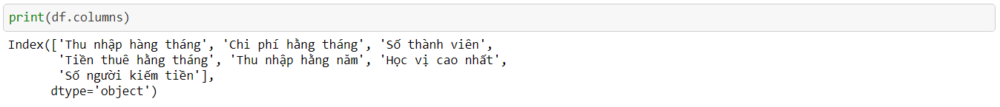 print(df.columns)
Index(['Thu nhập hàng tháng', 'Chi phí hằng tháng', 'Số thành viên',
'Tiền thuê hằng tháng', 'Thu nhập hằng năm', 'Học vị cao nhất',
'Số người kiếm tiền'],
dtype='object')